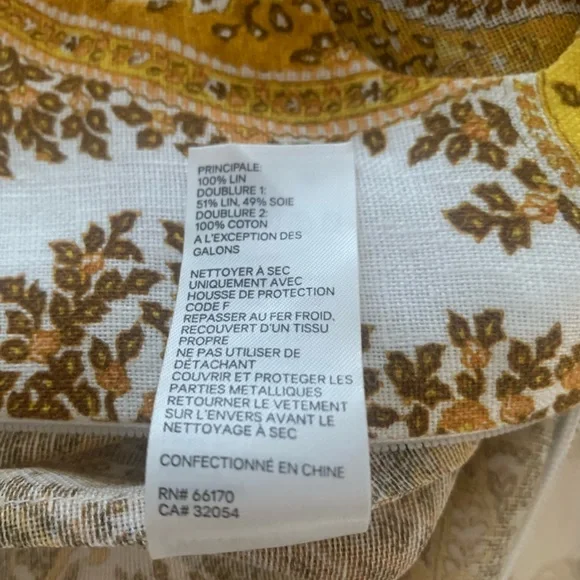 PRINCIPALE:
100% LIN
DOUBLURE 1:
51% LIN, 49% SOIE
DOUBLURE 2:
100% COTON
A L'EXCEPTION DES
GALONS
NETTOYER À SEC
UNIQUEMENT AVEC
HOUSSE DE PROTECTION
CODE F
REPASSER AU FER FROID,
RECOUVERT D'UN TISSU
PROPRE
NE PAS UTILISER DE
DÉTACHANT
COUVRIR ET PROTEGER LES
PARTIES METALLIQUES
RETOURNER LE VETEMENT
SUR L'ENVERS AVANT LE
NETTOYAGE À SEC
CONFECTIONNÉ EN CHINE
RN# 66170
CA# 32054